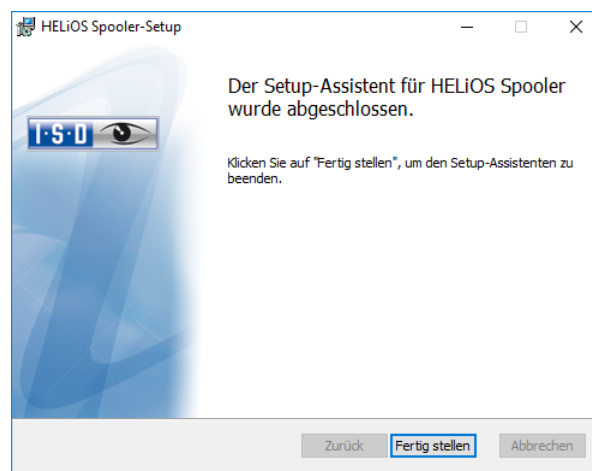 HELiOS Spooler-Setup
Der Setup-Assistent für HELiOS Spooler
wurde abgeschlossen.
I·S·D
Klicken Sie auf "Fertig stellen", um den Setup-Assistenten zu
beenden.
Zurück Fertig stellen Abbrechen